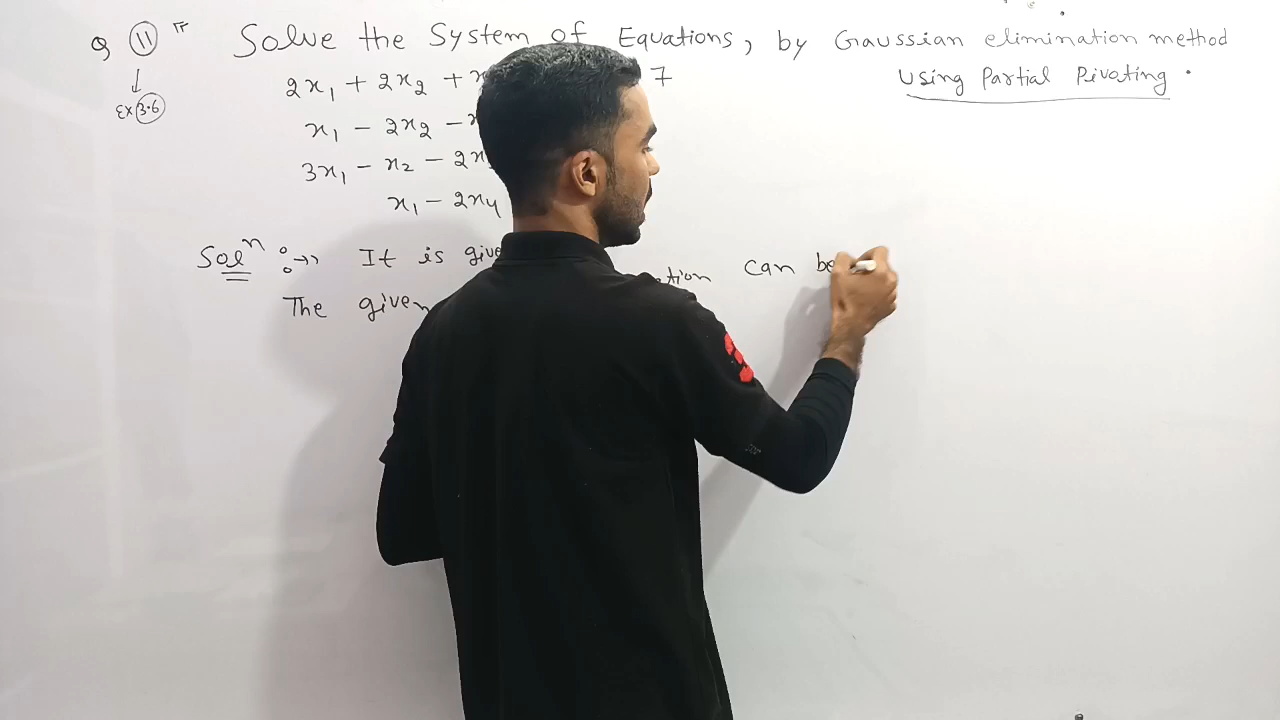 Q 11 Solve the System of Equations, by Gaussian elimination method
using Partial Pivoting.
Ex 3.6
2x₁ + 2x₂ + x 7
x₁ - 2x₂ - x
3x₁ - x₂ - 2x
x₁ - 2x₄
Solⁿ :→ It is give
The given can be